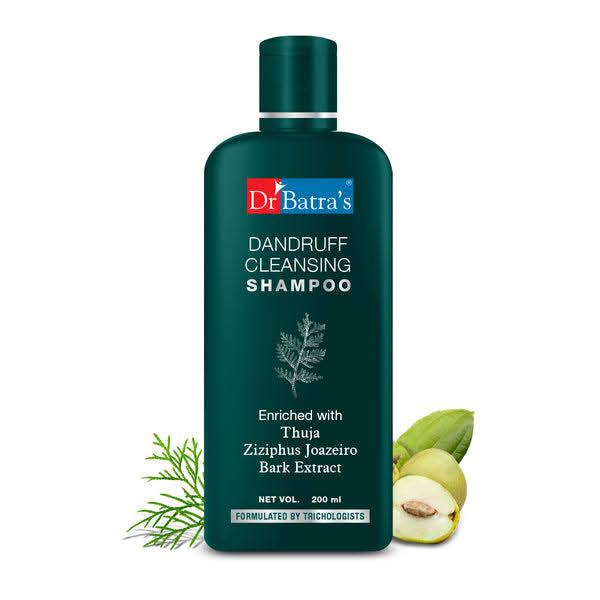 Dr Batra's®
DANDRUFF
CLEANSING
SHAMPOO
Enriched with
Thuja
Ziziphus Joazeiro
Bark Extract
NET VOL. 200 ml
FORMULATED BY TRICHOLOGISTS